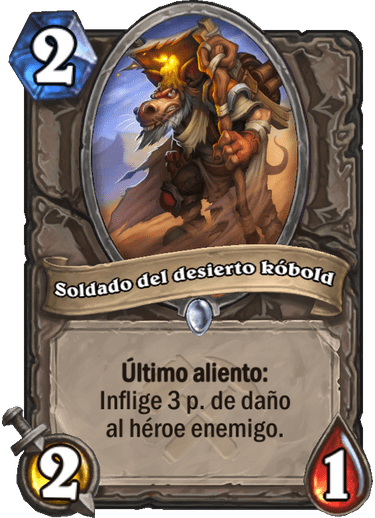 2
Soldado del desierto kóbold
Último aliento:
Inflige 3 p. de daño
al héroe enemigo.
2
1